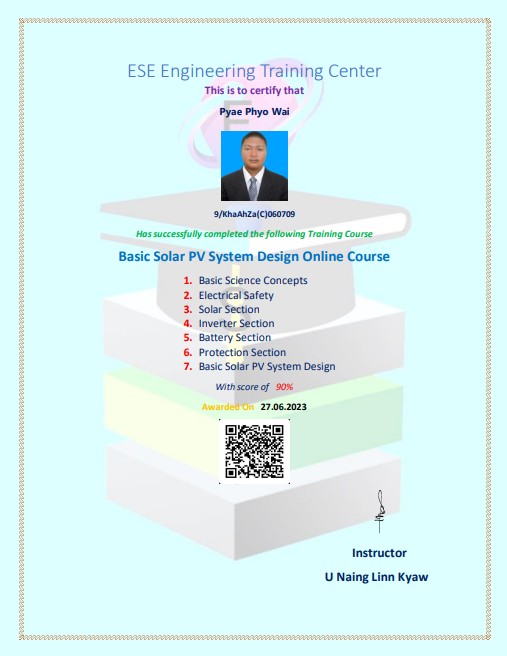 ESE Engineering Training Center
This is to certify that
Pyae Phyo Wai
9/KhaAhZa(C)060709
Has successfully completed the following Training Course
Basic Solar PV System Design Online Course
1. Basic Science Concepts
2. Electrical Safety
3. Solar Section
4. Inverter Section
5. Battery Section
6. Protection Section
7. Basic Solar PV System Design
With score of 90%
Awarded On 27.06.2023
Instructor
U Naing Linn Kyaw